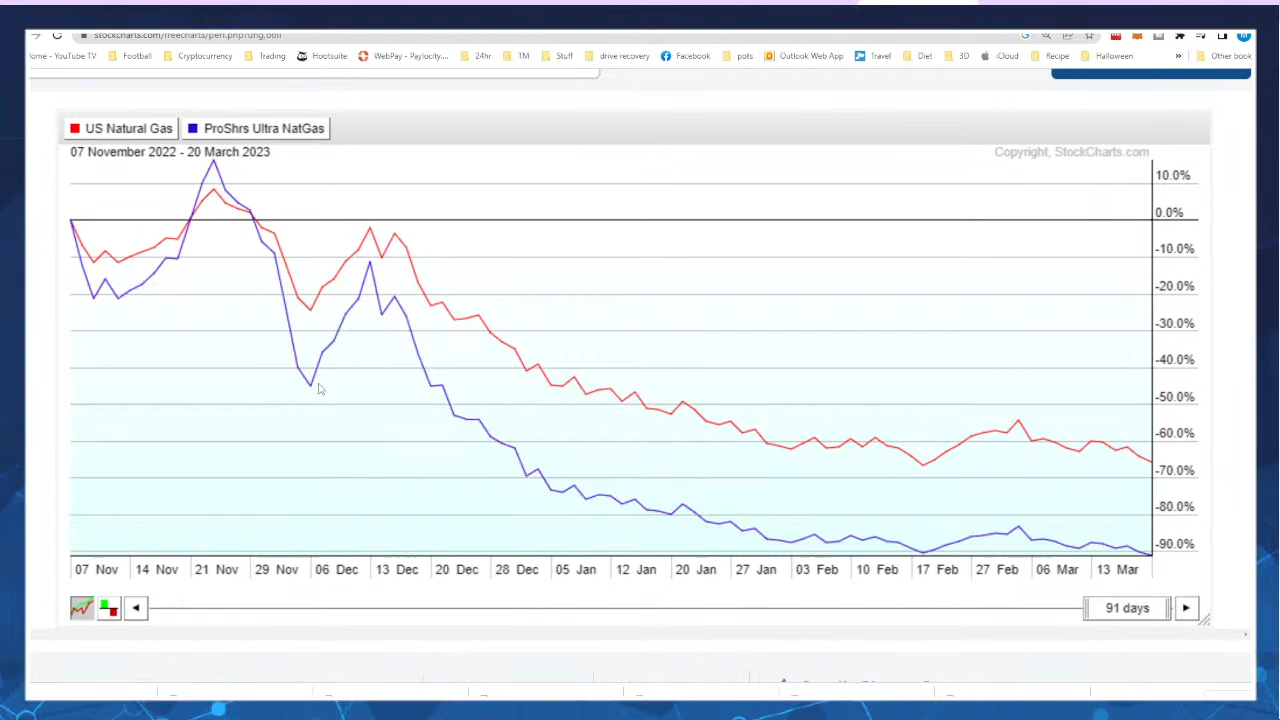 stockcharts.com/freecharts/perf.php?ung,boil
ome - YouTube TV Football Cryptocurrency Trading Hootsuite WebPay - Paylocity.... 24hr TM Stuff drive recovery Facebook pots Outlook Web App Travel Diet 3D iCloud Recipe Halloween » Other book
US Natural Gas ProShrs Ultra NatGas
07 November 2022 - 20 March 2023 Copyright, StockCharts.com
10.0%
0.0%
-10.0%
-20.0%
-30.0%
-40.0%
-50.0%
-60.0%
-70.0%
-80.0%
-90.0%
07 Nov 14 Nov 21 Nov 29 Nov 06 Dec 13 Dec 20 Dec 28 Dec 05 Jan 12 Jan 20 Jan 27 Jan 03 Feb 10 Feb 17 Feb 27 Feb 06 Mar 13 Mar
91 days